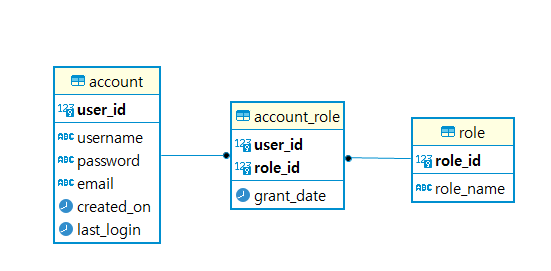 account
123 user_id
ABC username
ABC password
ABC email
created_on
last_login
account_role
123 user_id
123 role_id
grant_date
role
123 role_id
ABC role_name